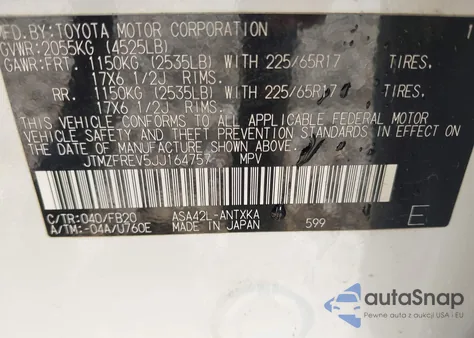 MFD.BY:TOYOTA MOTOR CORPORATION
GVWR:2055KG (4525LB)
GAWR:FRT. 1150KG (2535LB) WITH 225/65R17 TIRES.
17X6 1/2J RIMS.
RR. 1150KG (2535LB) WITH 225/65R17 TIRES.
17X6 1/2J RIMS.
THIS VEHICLE CONFORMS TO ALL APPLICABLE FEDERAL MOTOR
VEHICLE SAFETY AND THEFT PREVENTION STANDARDS IN EFFECT
ON THE DATE OF MANUFACTURE SHOWN ABOVE.
JTMZFREV5JJ164757 MPV
C/TR:040/FB20 ASA42L-ANTXKA
A/TM:-04A/U760E MADE IN JAPAN 599 E
autoSnap
Pewne auta z aukcji USA i EU